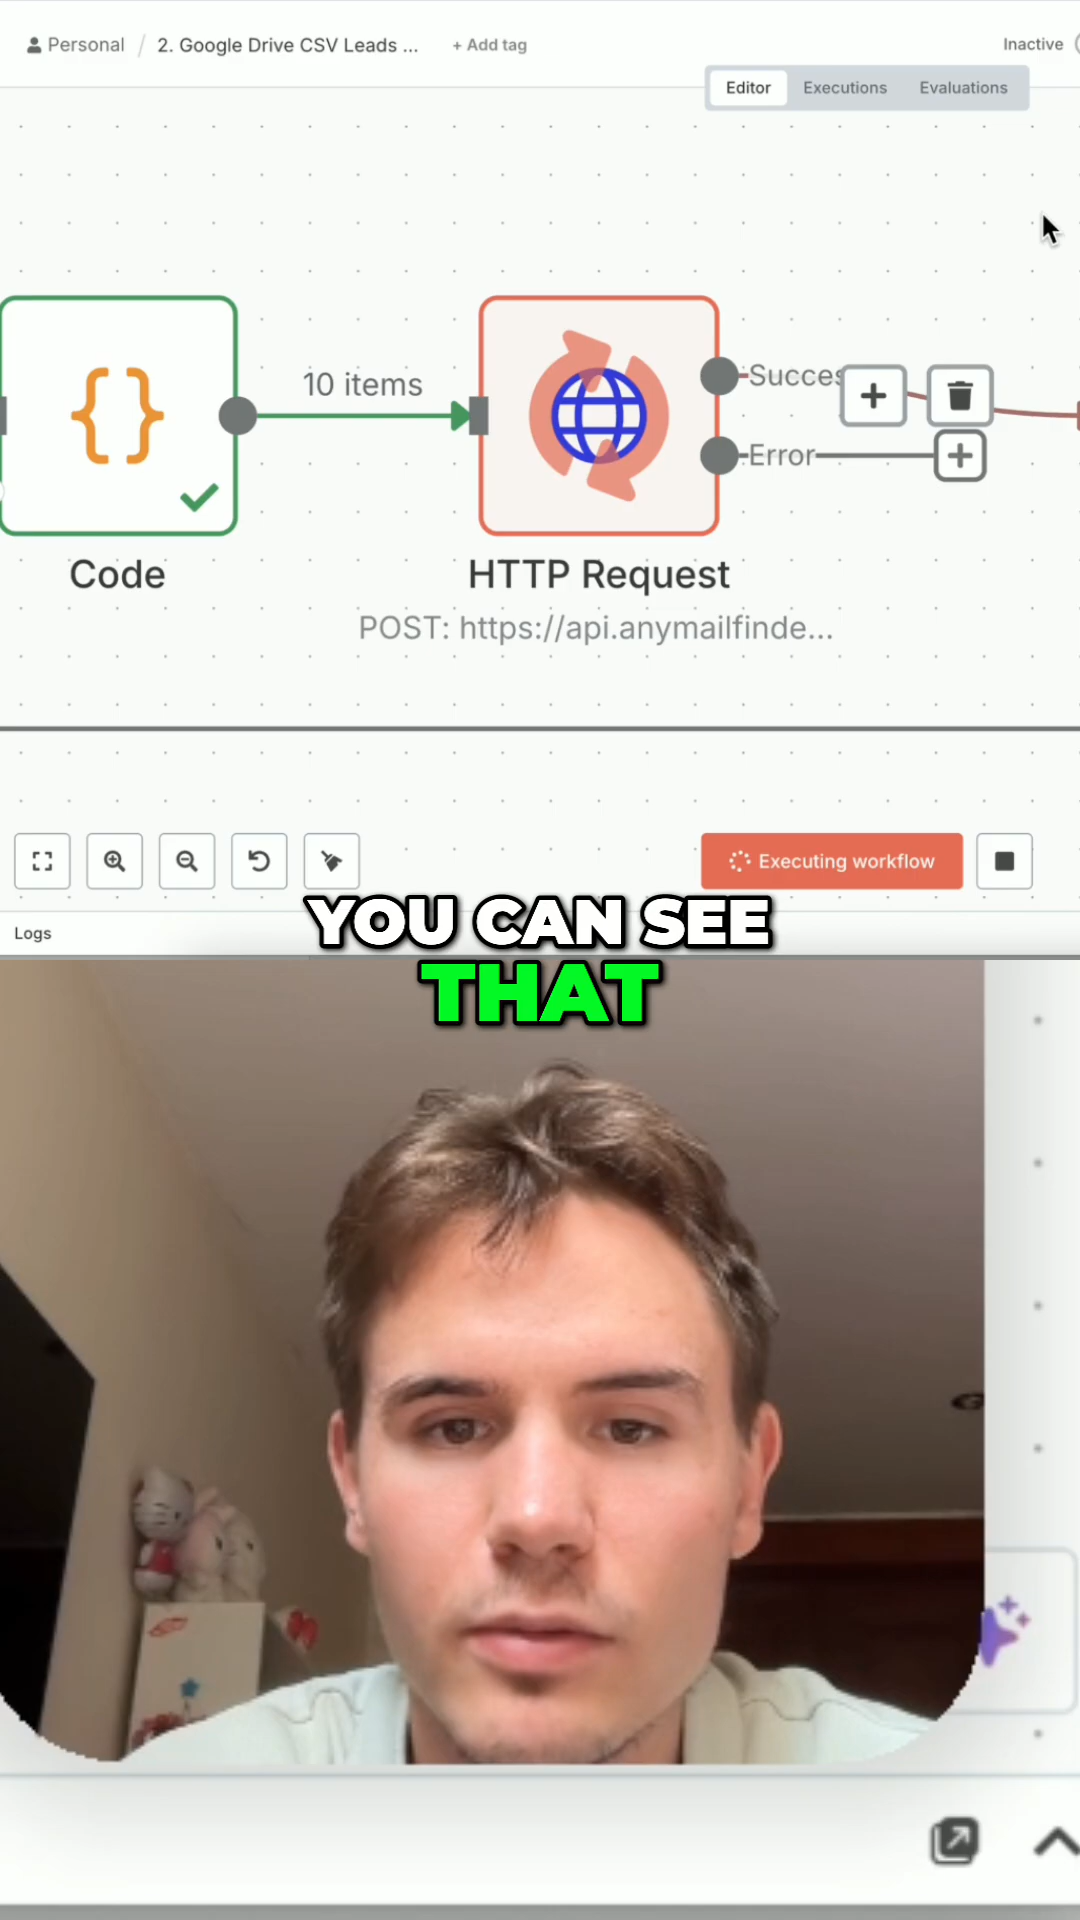 Personal / 2. Google Drive CSV Leads ... + Add tag
Inactive
Editor Executions Evaluations
10 items
Succes
Error
Code
HTTP Request
POST: https://api.anymailfinde...
Executing workflow
Logs
YOU CAN SEE
THAT